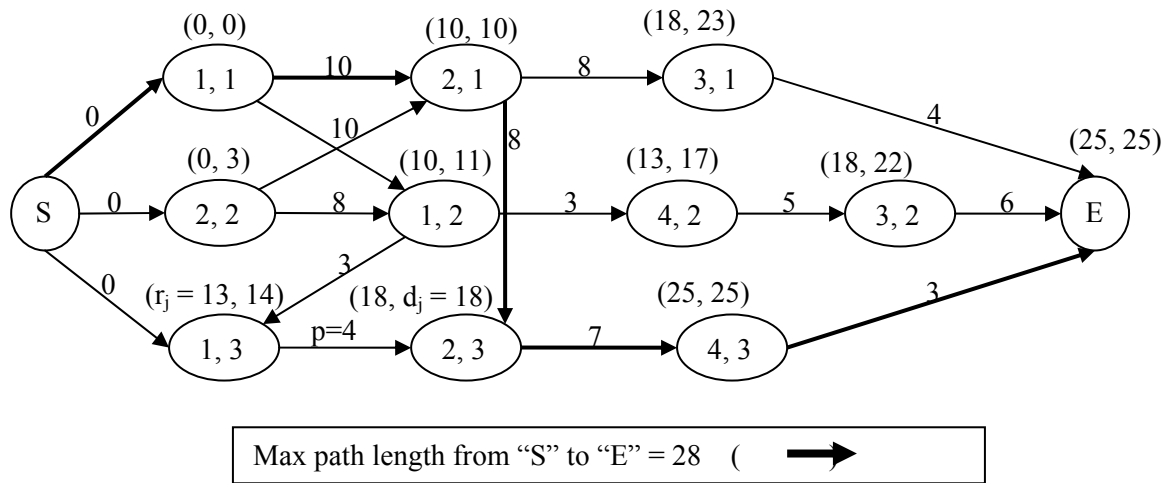 (0, 0) (10, 10) (18, 23)
1, 1 10 2, 1 8 3, 1
0 10 8 4
(0, 3) (10, 11) (13, 17) (18, 22) (25, 25)
S 0 2, 2 8 1, 2 3 4, 2 5 3, 2 6 E
0 3 3
(rj = 13, 14) (18, dj = 18) (25, 25)
1, 3 p=4 2, 3 7 4, 3
Max path length from “S” to “E” = 28 ( )